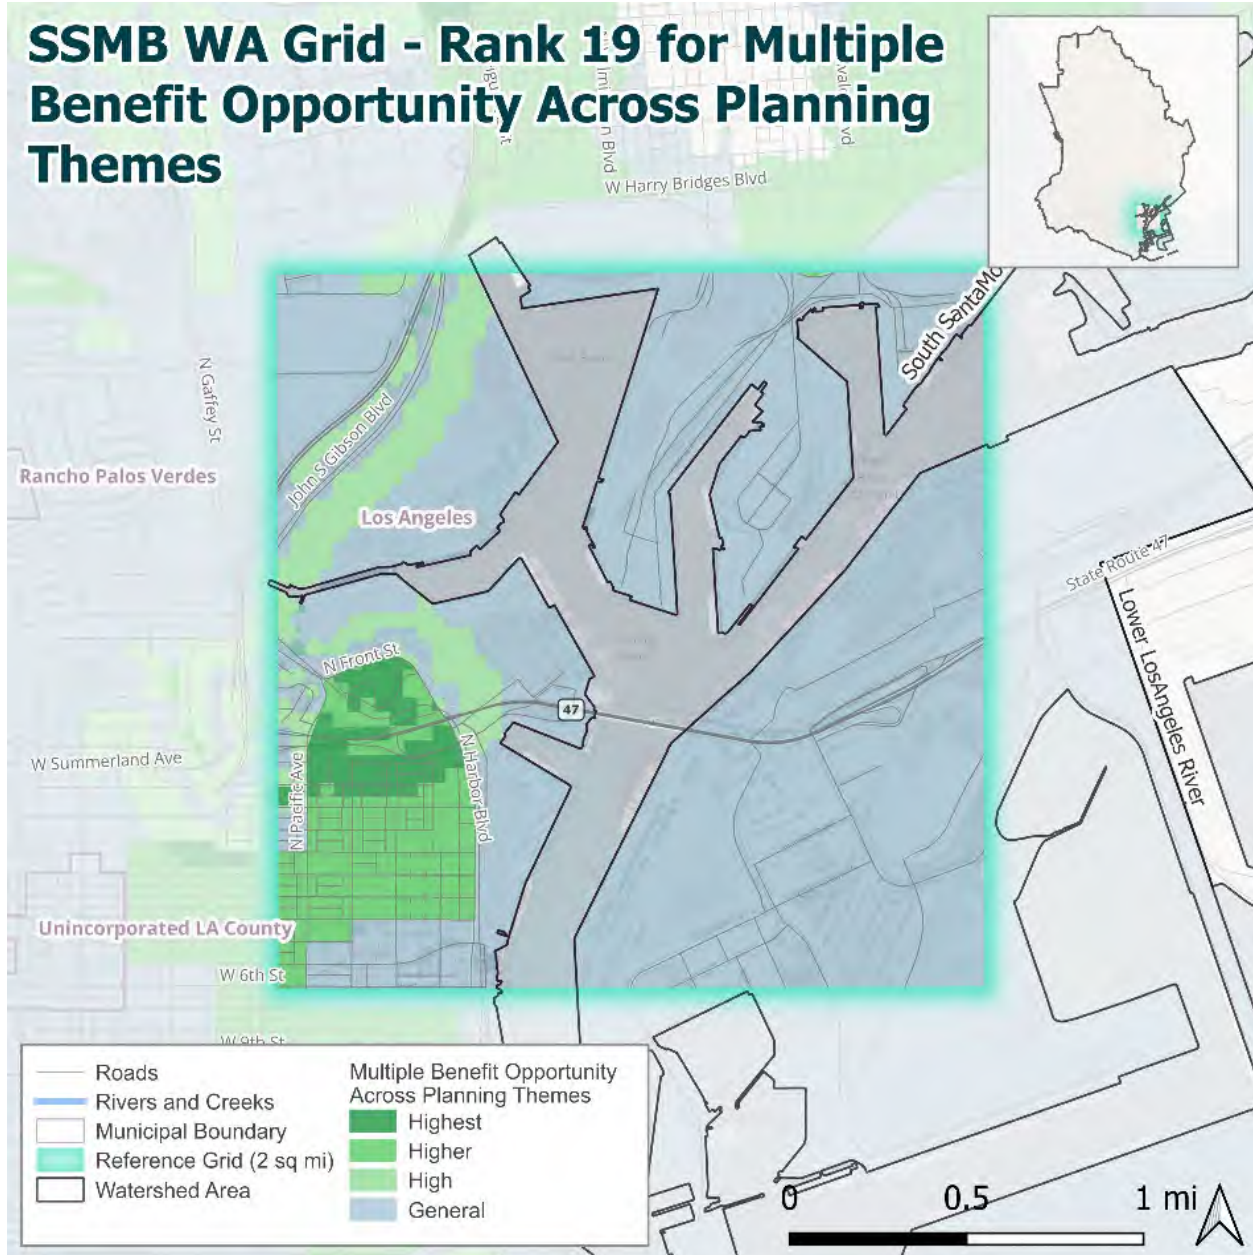 SSMB WA Grid - Rank 19 for Multiple
Benefit Opportunity Across Planning
Themes
W Harry Bridges Blvd
South SantaMo
N Gaffey St
John S Gibson Blvd
Rancho Palos Verdes
Los Angeles
State Route 47
Lower LosAngeles River
N Front St
47
W Summerland Ave
N Pacific Ave
N Harbor Blvd
Unincorporated LA County
W 6th St
W 9th St
Roads
Rivers and Creeks
Municipal Boundary
Reference Grid (2 sq mi)
Watershed Area
Multiple Benefit Opportunity
Across Planning Themes
Highest
Higher
High
General
0 0.5 1 mi